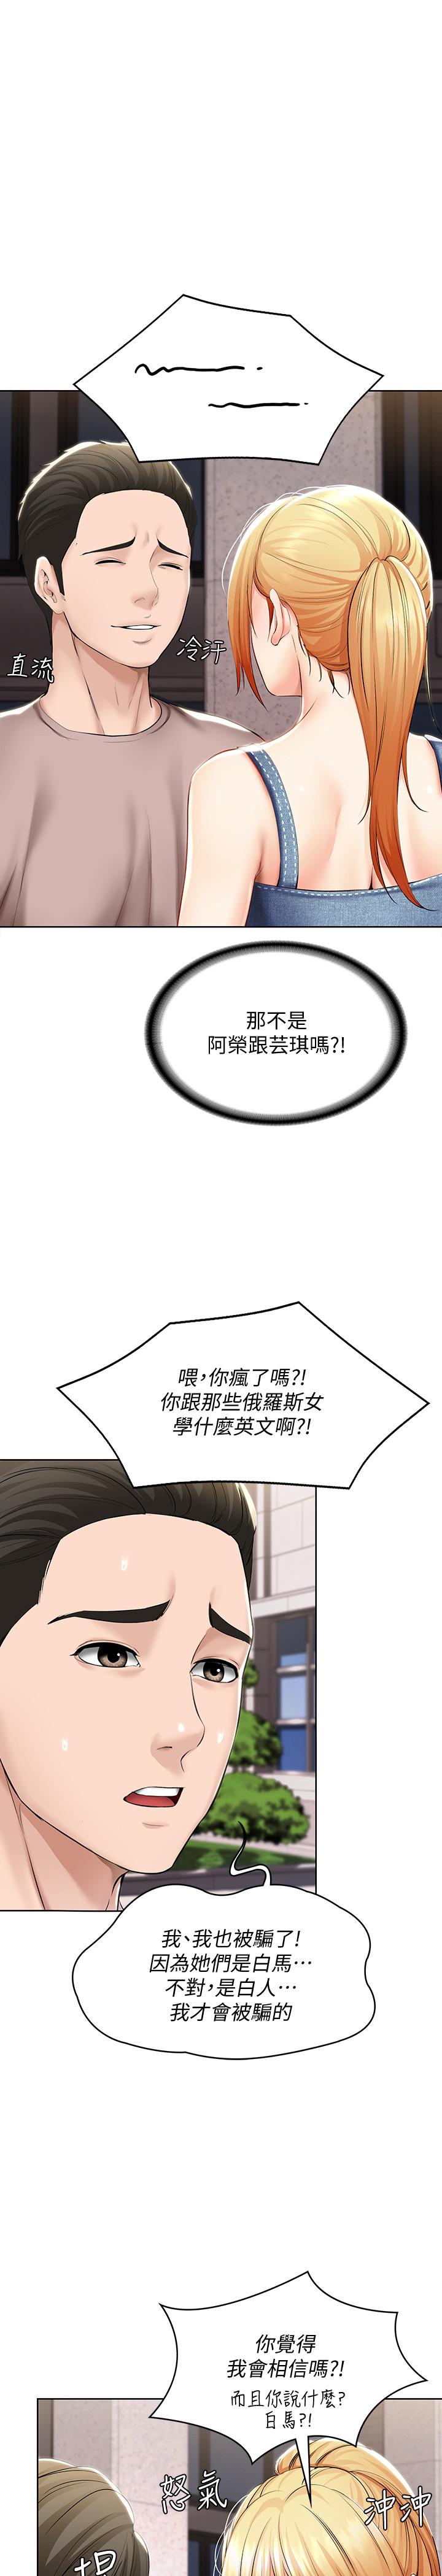 冷汗
直流
那不是
阿榮跟芸琪嗎?!
喂,你瘋了嗎?!
你跟那些俄羅斯女
學什麼英文啊?!
我、我也被騙了!
因為她們是白馬…
不對,是白人…
我才會被騙的
你覺得
我會相信嗎?!
而且你說什麼?
白馬?!
怒氣
沖沖